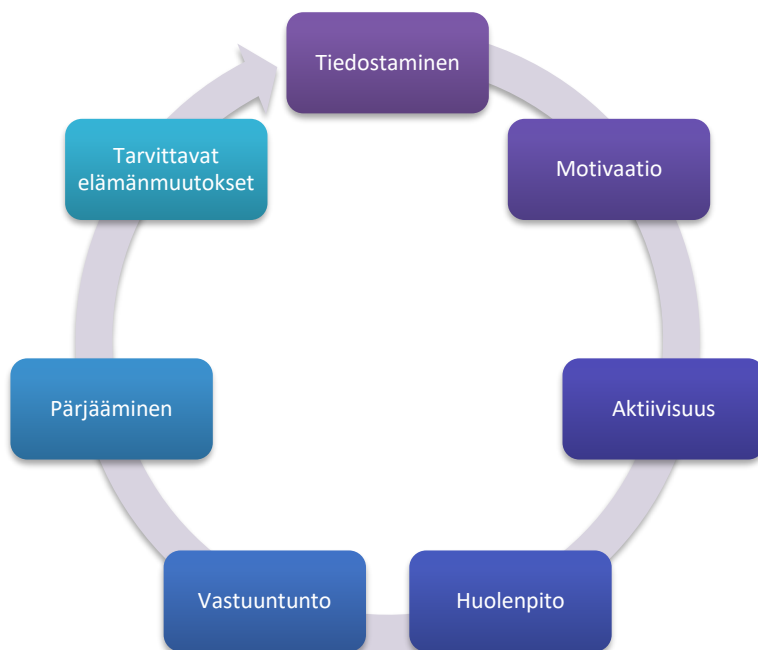 Tiedostaminen
Motivaatio
Aktiivisuus
Huolenpito
Vastuuntunto
Pärjääminen
Tarvittavat
elämänmuutokset